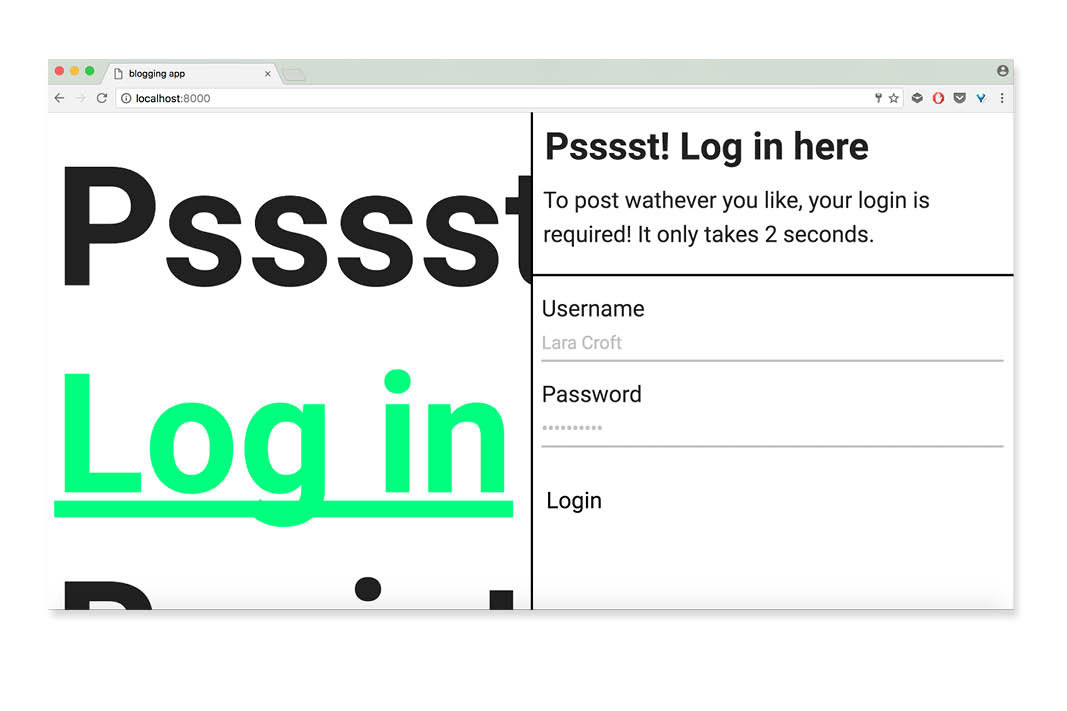 blogging app
localhost:8000
Psssst
Log in
Psssst! Log in here
To post wathever you like, your login is
required! It only takes 2 seconds.
Username
Lara Croft
Password
••••••••••
Login